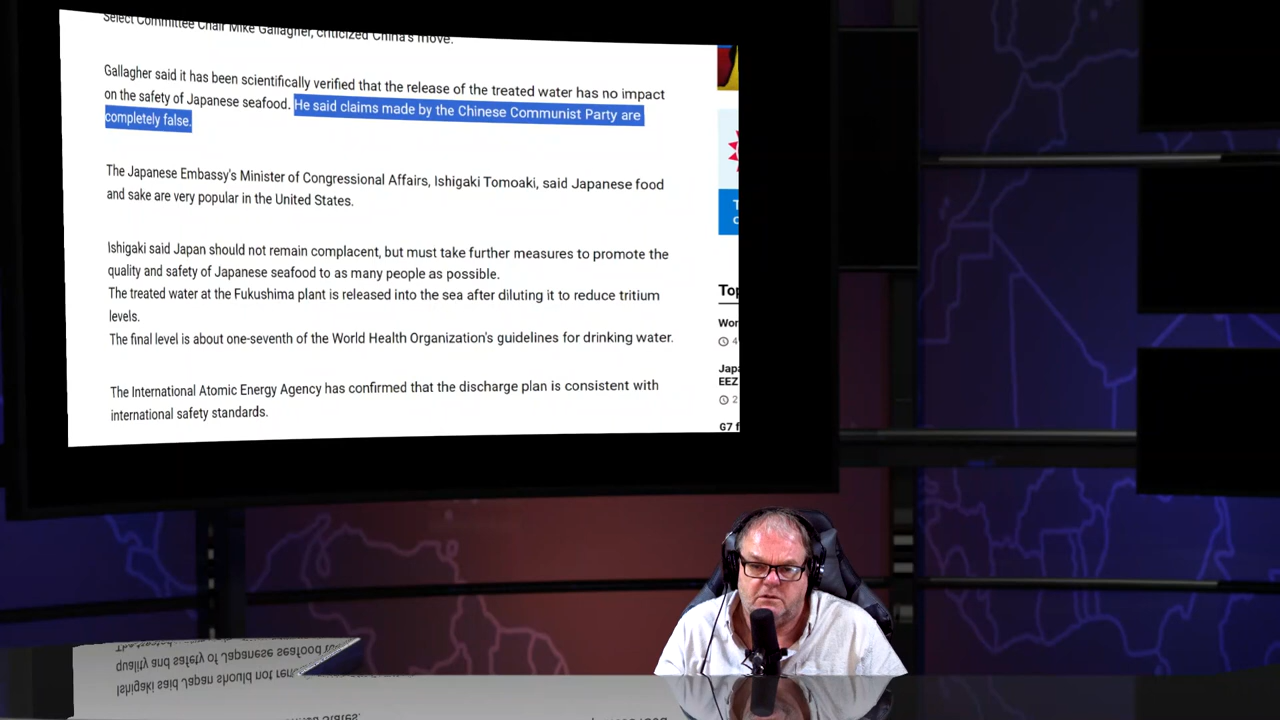 Select Committee Chair Mike Gallagher, criticized China's move.
Gallagher said it has been scientifically verified that the release of the treated water has no impact
on the safety of Japanese seafood. He said claims made by the Chinese Communist Party are
completely false.
The Japanese Embassy's Minister of Congressional Affairs, Ishigaki Tomoaki, said Japanese food
and sake are very popular in the United States.
Ishigaki said Japan should not remain complacent, but must take further measures to promote the
quality and safety of Japanese seafood to as many people as possible.
The treated water at the Fukushima plant is released into the sea after diluting it to reduce tritium
levels.
The final level is about one-seventh of the World Health Organization's guidelines for drinking water.
The International Atomic Energy Agency has confirmed that the discharge plan is consistent with
international safety standards.
Top
Wor
4
Japa
EEZ
2
G7 f